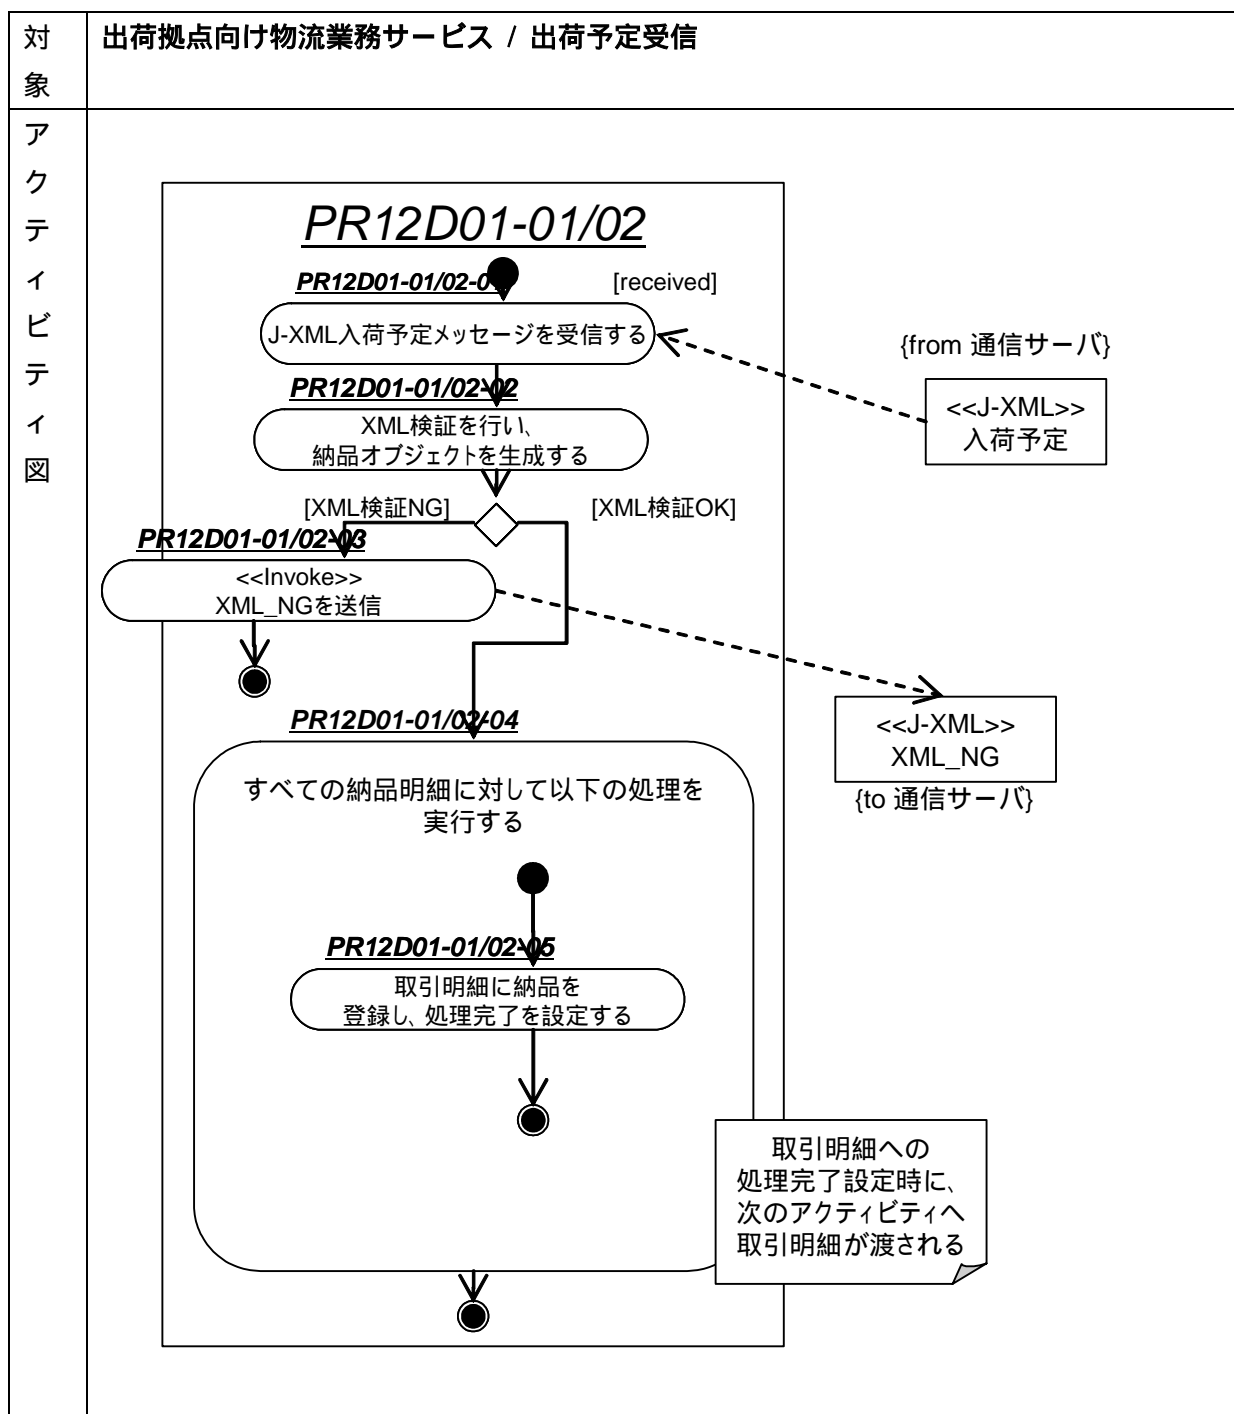 対象
出荷拠点向け物流業務サービス / 出荷予定受信
アクティビティ図
PR12D01-01/02
PR12D01-01/02-01
[received]
J-XML入荷予定メッセージを受信する
{from 通信サーバ}
<<J-XML>>
入荷予定
PR12D01-01/02-02
XML検証を行い、
納品オブジェクトを生成する
[XML検証NG]
[XML検証OK]
PR12D01-01/02-03
<<Invoke>>
XML_NGを送信
<<J-XML>>
XML_NG
{to 通信サーバ}
PR12D01-01/02-04
すべての納品明細に対して以下の処理を
実行する
PR12D01-01/02-05
取引明細に納品を
登録し、処理完了を設定する
取引明細への
処理完了設定時に、
次のアクティビティへ
取引明細が渡される